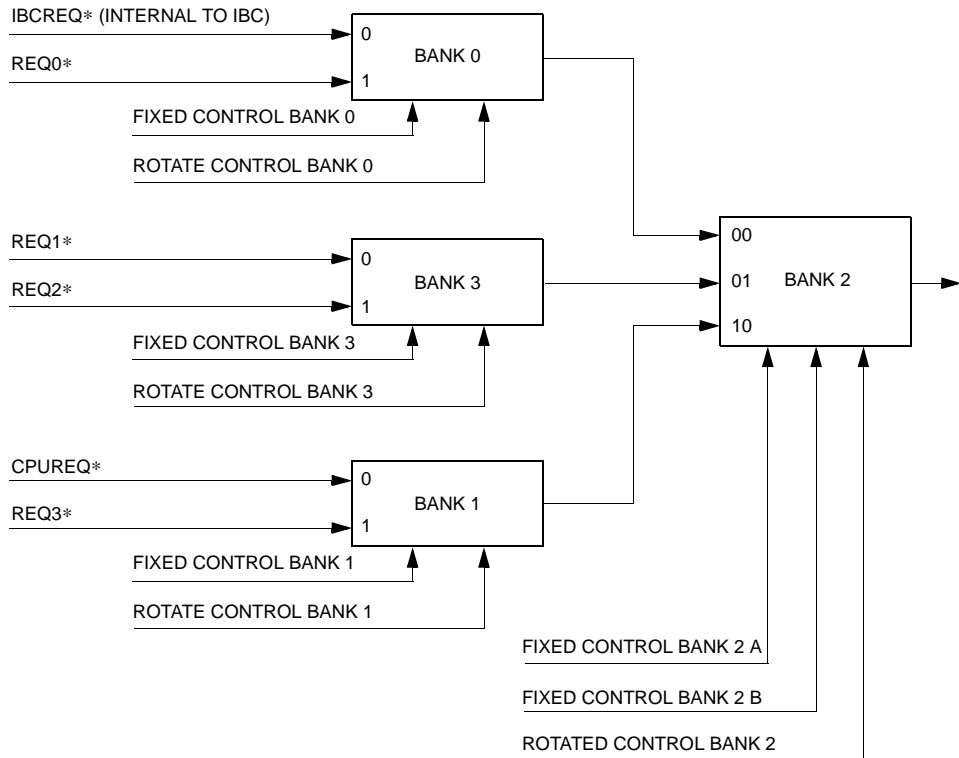 IBCREQ* (INTERNAL TO IBC)
0
BANK 0
REQ0*
1
FIXED CONTROL BANK 0
ROTATE CONTROL BANK 0
REQ1*
0
BANK 3
REQ2*
1
FIXED CONTROL BANK 3
ROTATE CONTROL BANK 3
00
01
BANK 2
10
CPUREQ*
0
BANK 1
REQ3*
1
FIXED CONTROL BANK 1
ROTATE CONTROL BANK 1
FIXED CONTROL BANK 2 A
FIXED CONTROL BANK 2 B
ROTATED CONTROL BANK 2